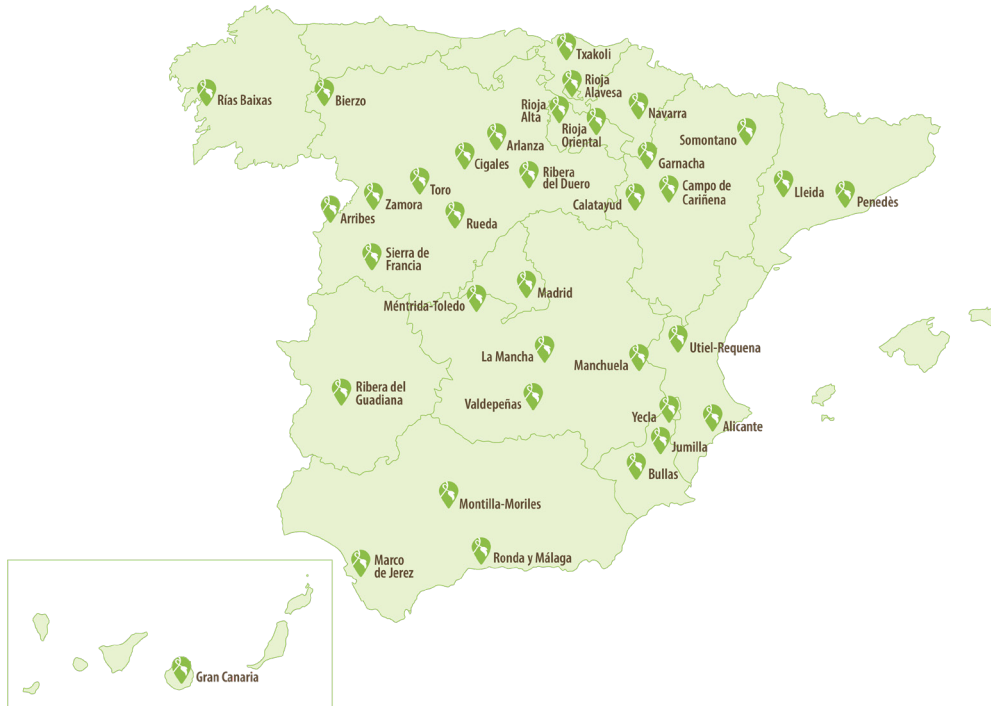 Txakoli
Rioja
Alavesa
Rías Baixas
Bierzo
Rioja
Alta
Navarra
Rioja
Oriental
Somontano
Arlanza
Cigales
Garnacha
Ribera
del Duero
Toro
Campo de
Cariñena
Lleida
Zamora
Calatayud
Penedès
Arribes
Rueda
Sierra de
Francia
Madrid
Méntrida-Toledo
Utiel-Requena
La Mancha
Manchuela
Ribera del
Guadiana
Valdepeñas
Yecla
Alicante
Jumilla
Bullas
Montilla-Moriles
Ronda y Málaga
Marco
de Jerez
Gran Canaria